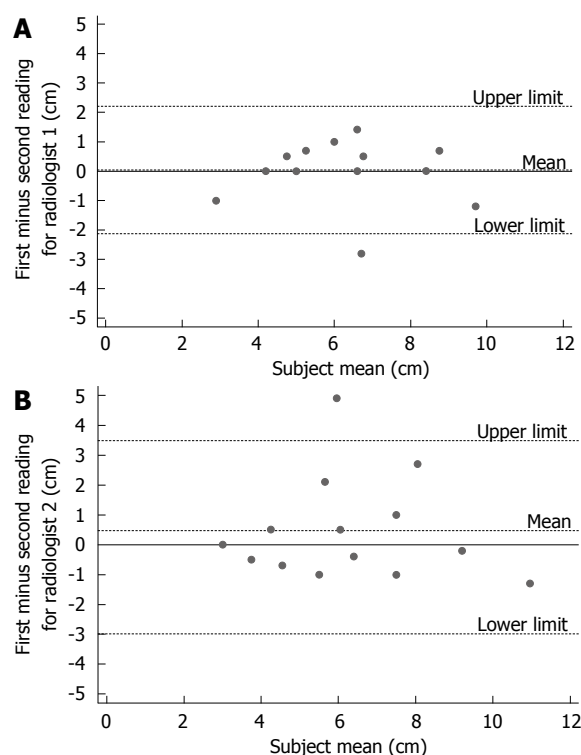 A
First minus second reading
for radiologist 1 (cm)
5
4
3
2
1
0
-1
-2
-3
-4
-5
Upper limit
Mean
Lower limit
0 2 4 6 8 10 12
Subject mean (cm)
B
First minus second reading
for radiologist 2 (cm)
5
4
3
2
1
0
-1
-2
-3
-4
-5
Upper limit
Mean
Lower limit
0 2 4 6 8 10 12
Subject mean (cm)